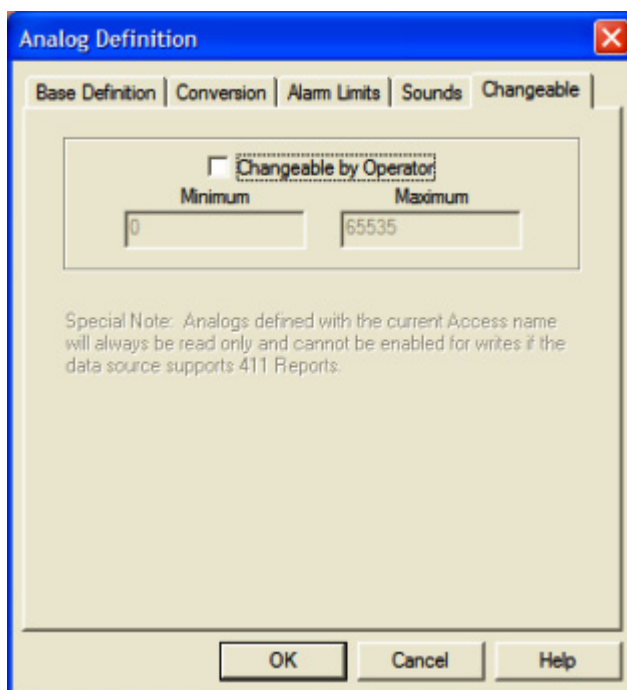 Analog Definition
Base Definition Conversion Alarm Limits Sounds Changeable
Changeable by Operator
Minimum Maximum
0 65535
Special Note: Analogs defined with the current Access name
will always be read only and cannot be enabled for writes if the
data source supports 411 Reports.
OK Cancel Help